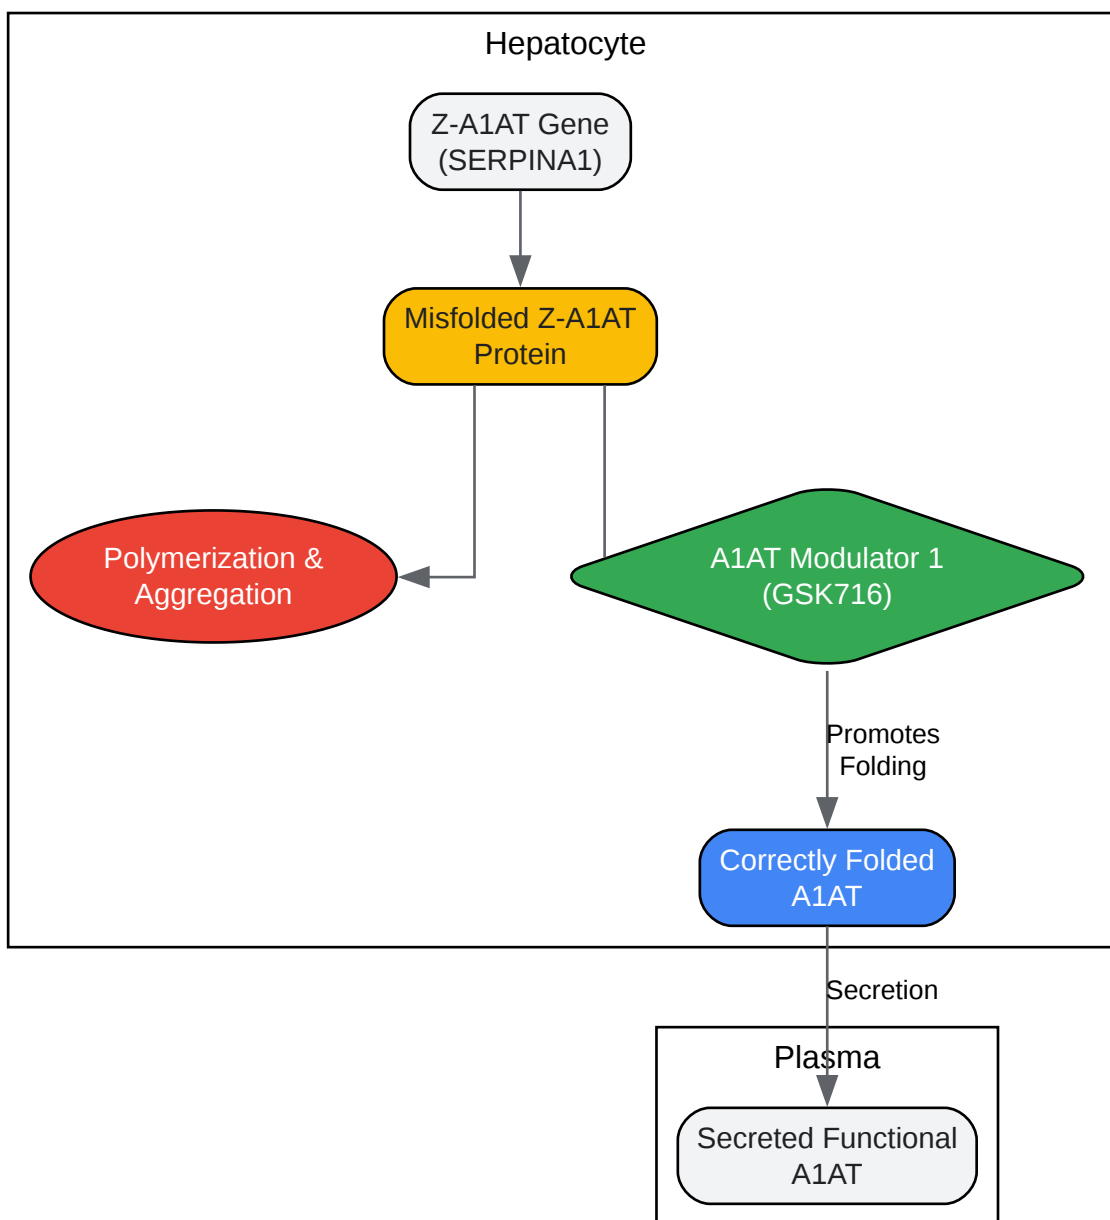 Hepatocyte
Z-A1AT Gene
(SERPINA1)
Misfolded Z-A1AT
Protein
Polymerization &
Aggregation
A1AT Modulator 1
(GSK716)
Promotes
Folding
Correctly Folded
A1AT
Secretion
Plasma
Secreted Functional
A1AT